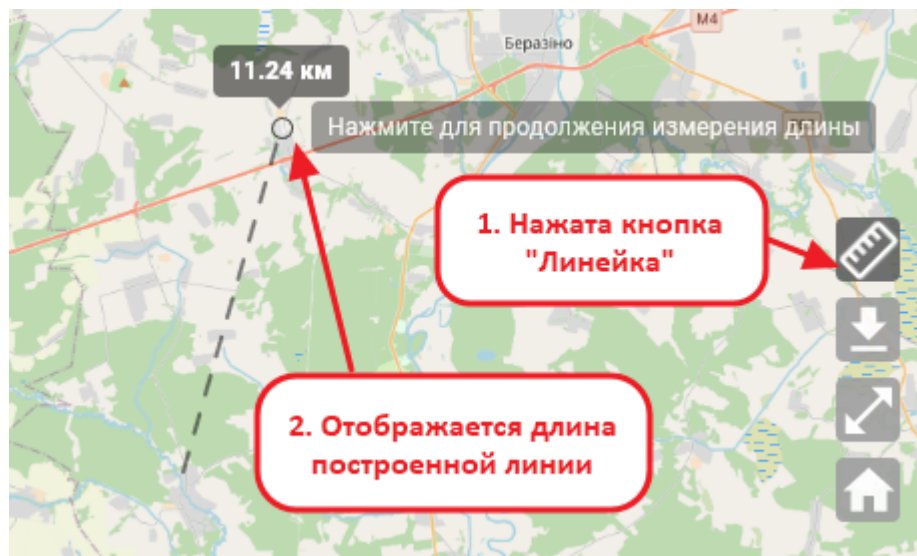 M4
Беразіно
11.24 км
Нажмите для продолжения измерения длины
1. Нажата кнопка
"Линейка"
2. Отображается длина
построенной линии